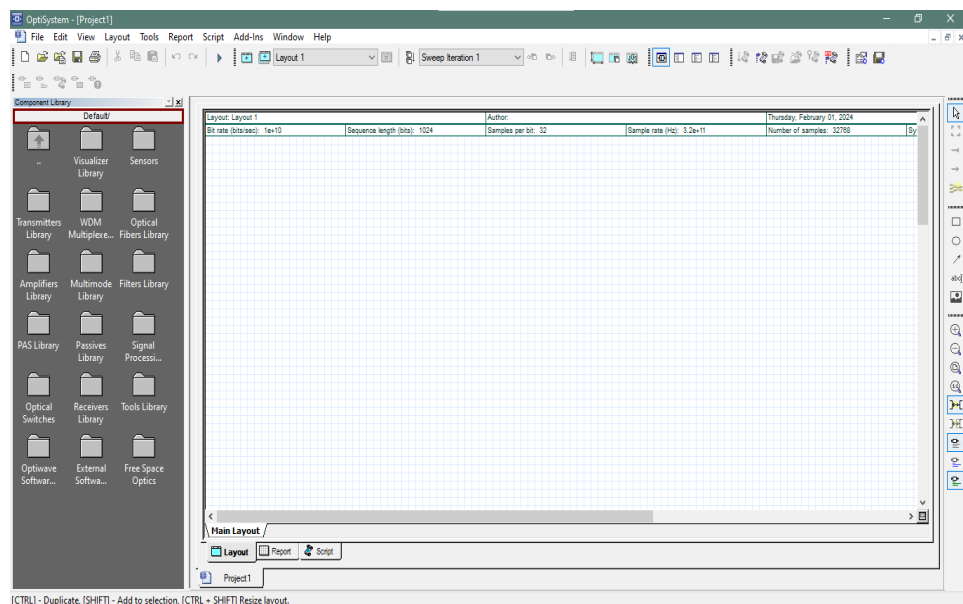 OptiSystem - [Project1]
File Edit View Layout Tools Report Script Add-Ins Window Help
Layout 1
Sweep Iteration 1
Component Library
Default/
..
Visualizer Library
Sensors
Transmitters Library
WDM Multiplexe...
Optical Fibers Library
Amplifiers Library
Multimode Library
Filters Library
PAS Library
Passives Library
Signal Processi...
Optical Switches
Receivers Library
Tools Library
Optiwave Softwar...
External Softwa...
Free Space Optics
Layout: Layout 1 Author: Thursday, February 01, 2024
Bit rate (bits/sec): 1e+10 Sequence length (bits): 1024 Samples per bit: 32 Sample rate (Hz): 3.2e+11 Number of samples: 32768 Sy
Main Layout
Layout Report Script
Project1
[CTRL] - Duplicate, [SHIFT] - Add to selection, [CTRL + SHIFT] Resize layout.